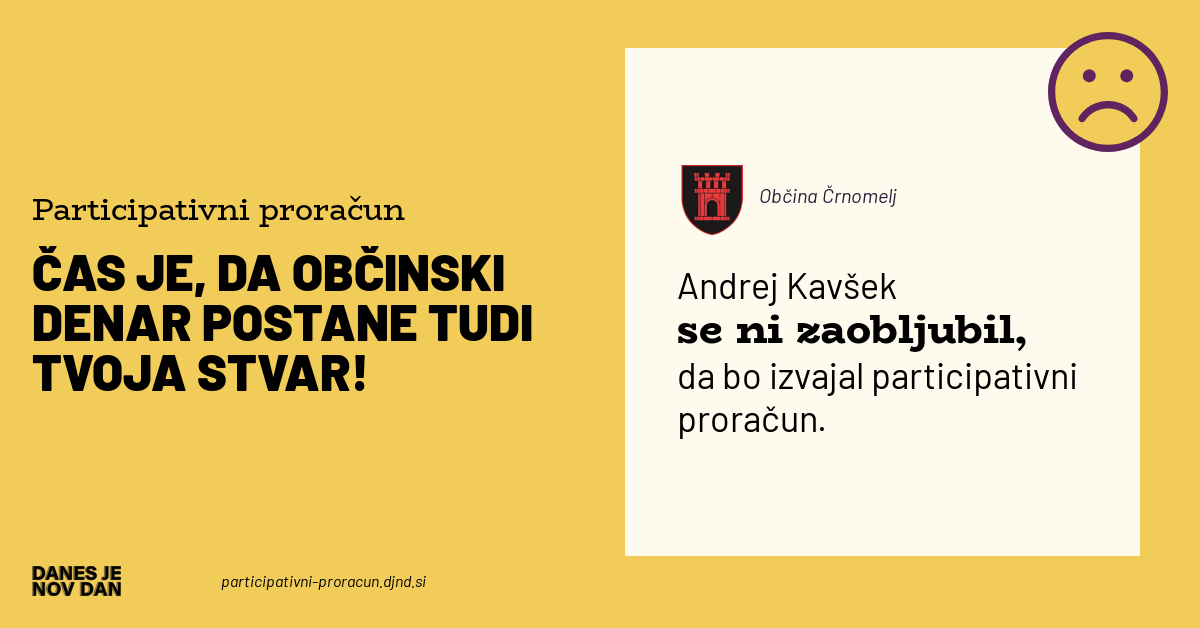 Participativni proračun
ČAS JE, DA OBČINSKI
DENAR POSTANE TUDI
TVOJA STVAR!
DANES JE
NOV DAN
participativni-proracun.djnd.si
Občina Črnomelj
Andrej Kavšek
se ni zaobljubil,
da bo izvajal participativni
proračun.